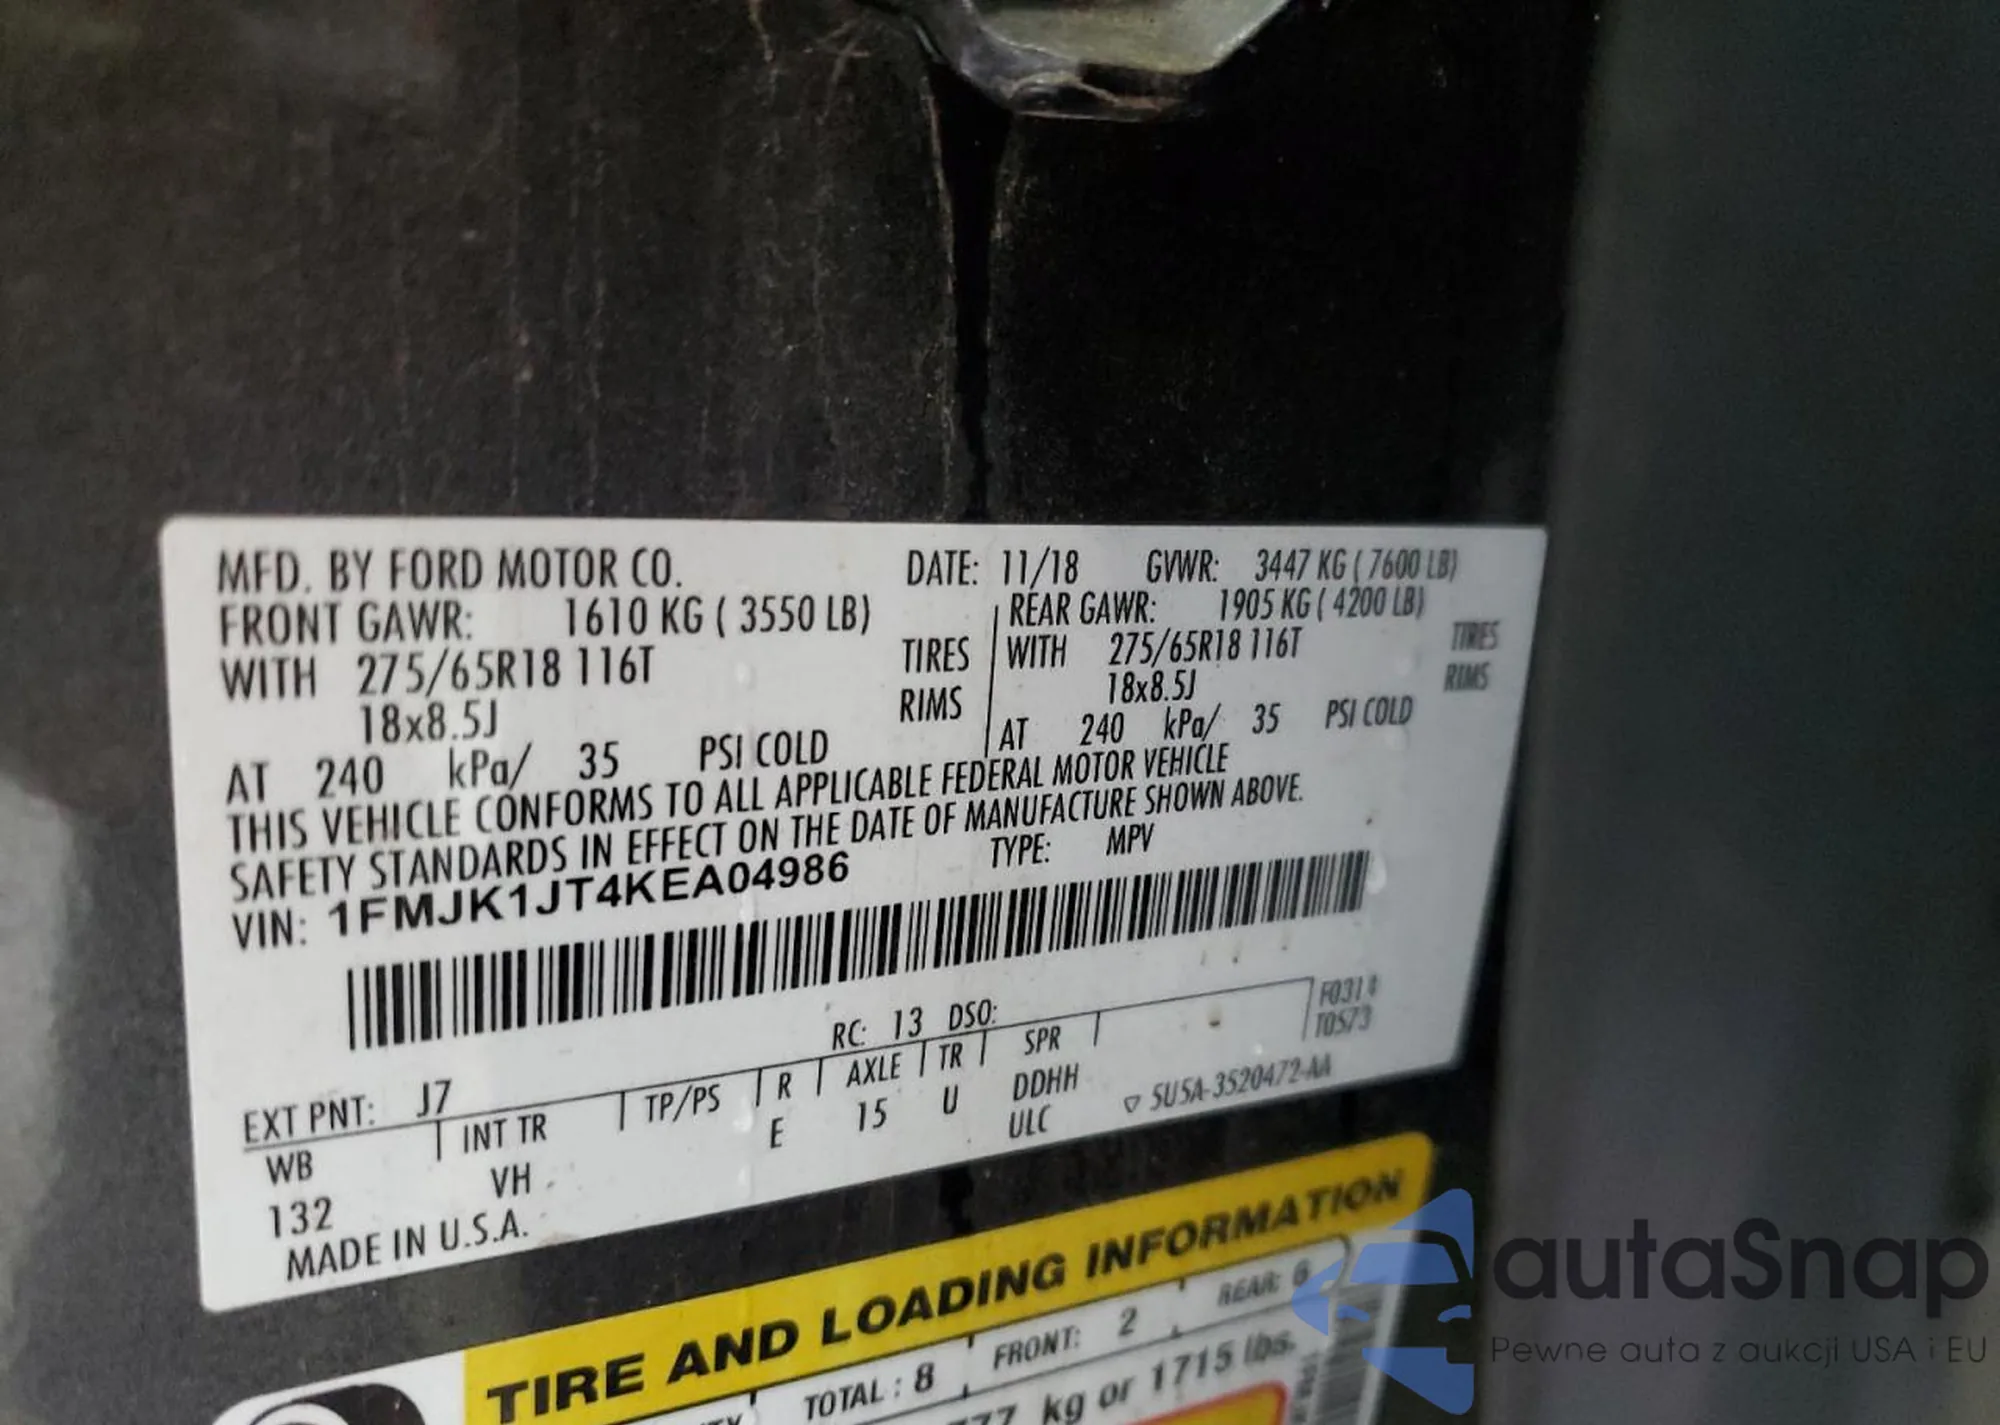 MFD. BY FORD MOTOR CO. DATE: 11/18 GVWR: 3447 KG ( 7600 LB)
FRONT GAWR: 1610 KG ( 3550 LB) REAR GAWR: 1905 KG ( 4200 LB)
WITH 275/65R18 116T TIRES WITH 275/65R18 116T TIRES
18x8.5J RIMS 18x8.5J RIMS
AT 240 kPa/ 35 PSI COLD AT 240 kPa/ 35 PSI COLD
THIS VEHICLE CONFORMS TO ALL APPLICABLE FEDERAL MOTOR VEHICLE
SAFETY STANDARDS IN EFFECT ON THE DATE OF MANUFACTURE SHOWN ABOVE.
VIN: 1FMJK1JT4KEA04986 TYPE: MPV
F0314
T0573
EXT PNT: J7 RC: 13 DSO:
WB INT TR TP/PS R AXLE TR SPR
132 VH E 15 U DDHH
ULC
▽ 5U5A-3520472-AA
MADE IN U.S.A.
TIRE AND LOADING INFORMATION
TOTAL : 8 FRONT: 2 REAR: 6
kg or 1715 lbs.
autaSnap
Pewne auta z aukcji USA i EU